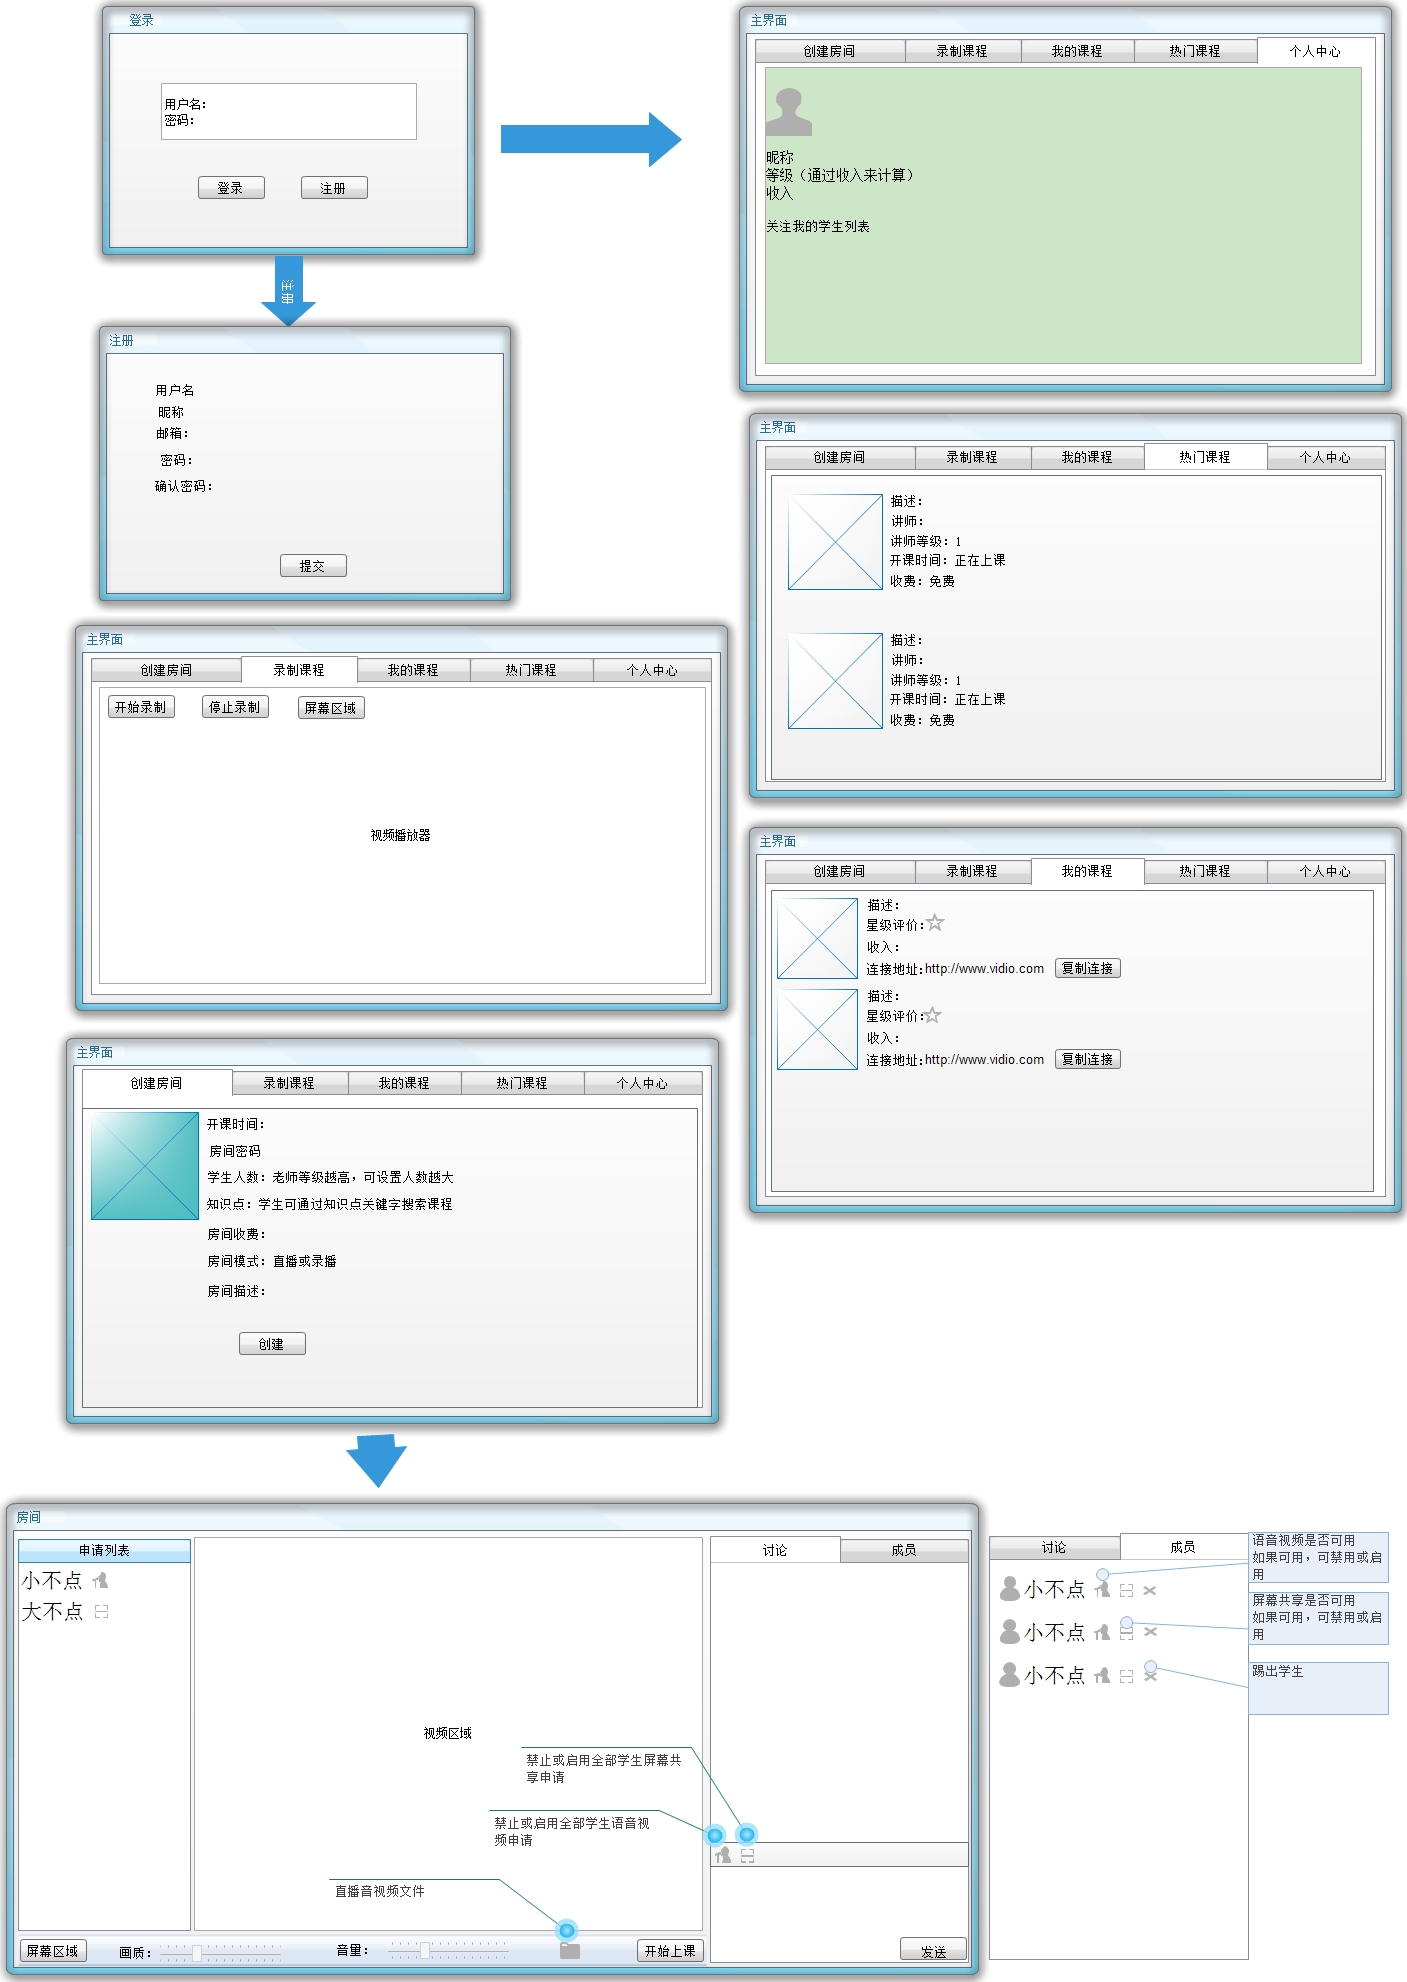 登录
用户名：
密码：
登录
注册
注册
注册
用户名
昵称
邮箱：
密码：
确认密码：
提交
主界面
创建房间
录制课程
我的课程
热门课程
个人中心
昵称
等级（通过收入来计算）
收入
关注我的学生列表
主界面
创建房间
录制课程
我的课程
热门课程
个人中心
描述：
讲师：
讲师等级：1
开课时间：正在上课
收费：免费
描述：
讲师：
讲师等级：1
开课时间：正在上课
收费：免费
主界面
创建房间
录制课程
我的课程
热门课程
个人中心
开始录制
停止录制
屏幕区域
视频播放器
主界面
创建房间
录制课程
我的课程
热门课程
个人中心
描述：
星级评价：
收入：
连接地址:http://www.vidio.com
复制连接
描述：
星级评价：
收入：
连接地址:http://www.vidio.com
复制连接
主界面
创建房间
录制课程
我的课程
热门课程
个人中心
开课时间：
房间密码
学生人数：老师等级越高，可设置人数越大
知识点：学生可通过知识点关键字搜索课程
房间收费：
房间模式：直播或录播
房间描述：
创建
房间
申请列表
小不点
大不点
视频区域
禁止或启用全部学生屏幕共
享申请
禁止或启用全部学生语音视
频申请
直播音视频文件
屏幕区域
画质：
音量：
开始上课
讨论
成员
发送
讨论
成员
小不点
小不点
小不点
语音视频是否可用
如果可用，可禁用或启
用
屏幕共享是否可用
如果可用，可禁用或启
用
踢出学生